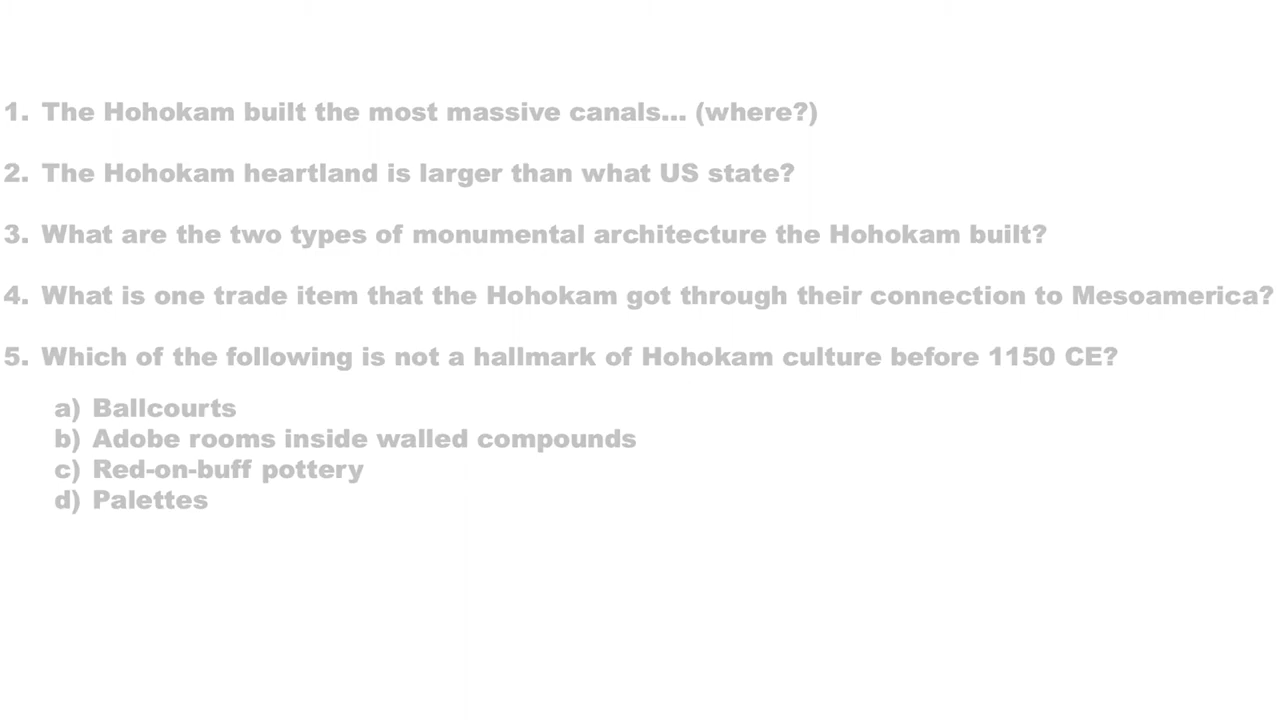 1. The Hohokam built the most massive canals... (where?)
2. The Hohokam heartland is larger than what US state?
3. What are the two types of monumental architecture the Hohokam built?
4. What is one trade item that the Hohokam got through their connection to Mesoamerica?
5. Which of the following is not a hallmark of Hohokam culture before 1150 CE?
a) Ballcourts
b) Adobe rooms inside walled compounds
c) Red-on-buff pottery
d) Palettes